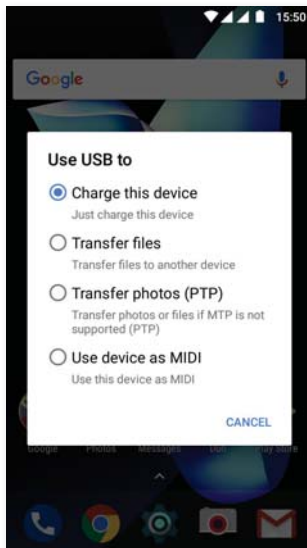 15:50
Google
Use USB to
Charge this device
Just charge this device
Transfer files
Transfer files to another device
Transfer photos (PTP)
Transfer photos or files if MTP is not
supported (PTP)
Use device as MIDI
Use this device as MIDI
CANCEL
Google Photos Messages Duo Play Store